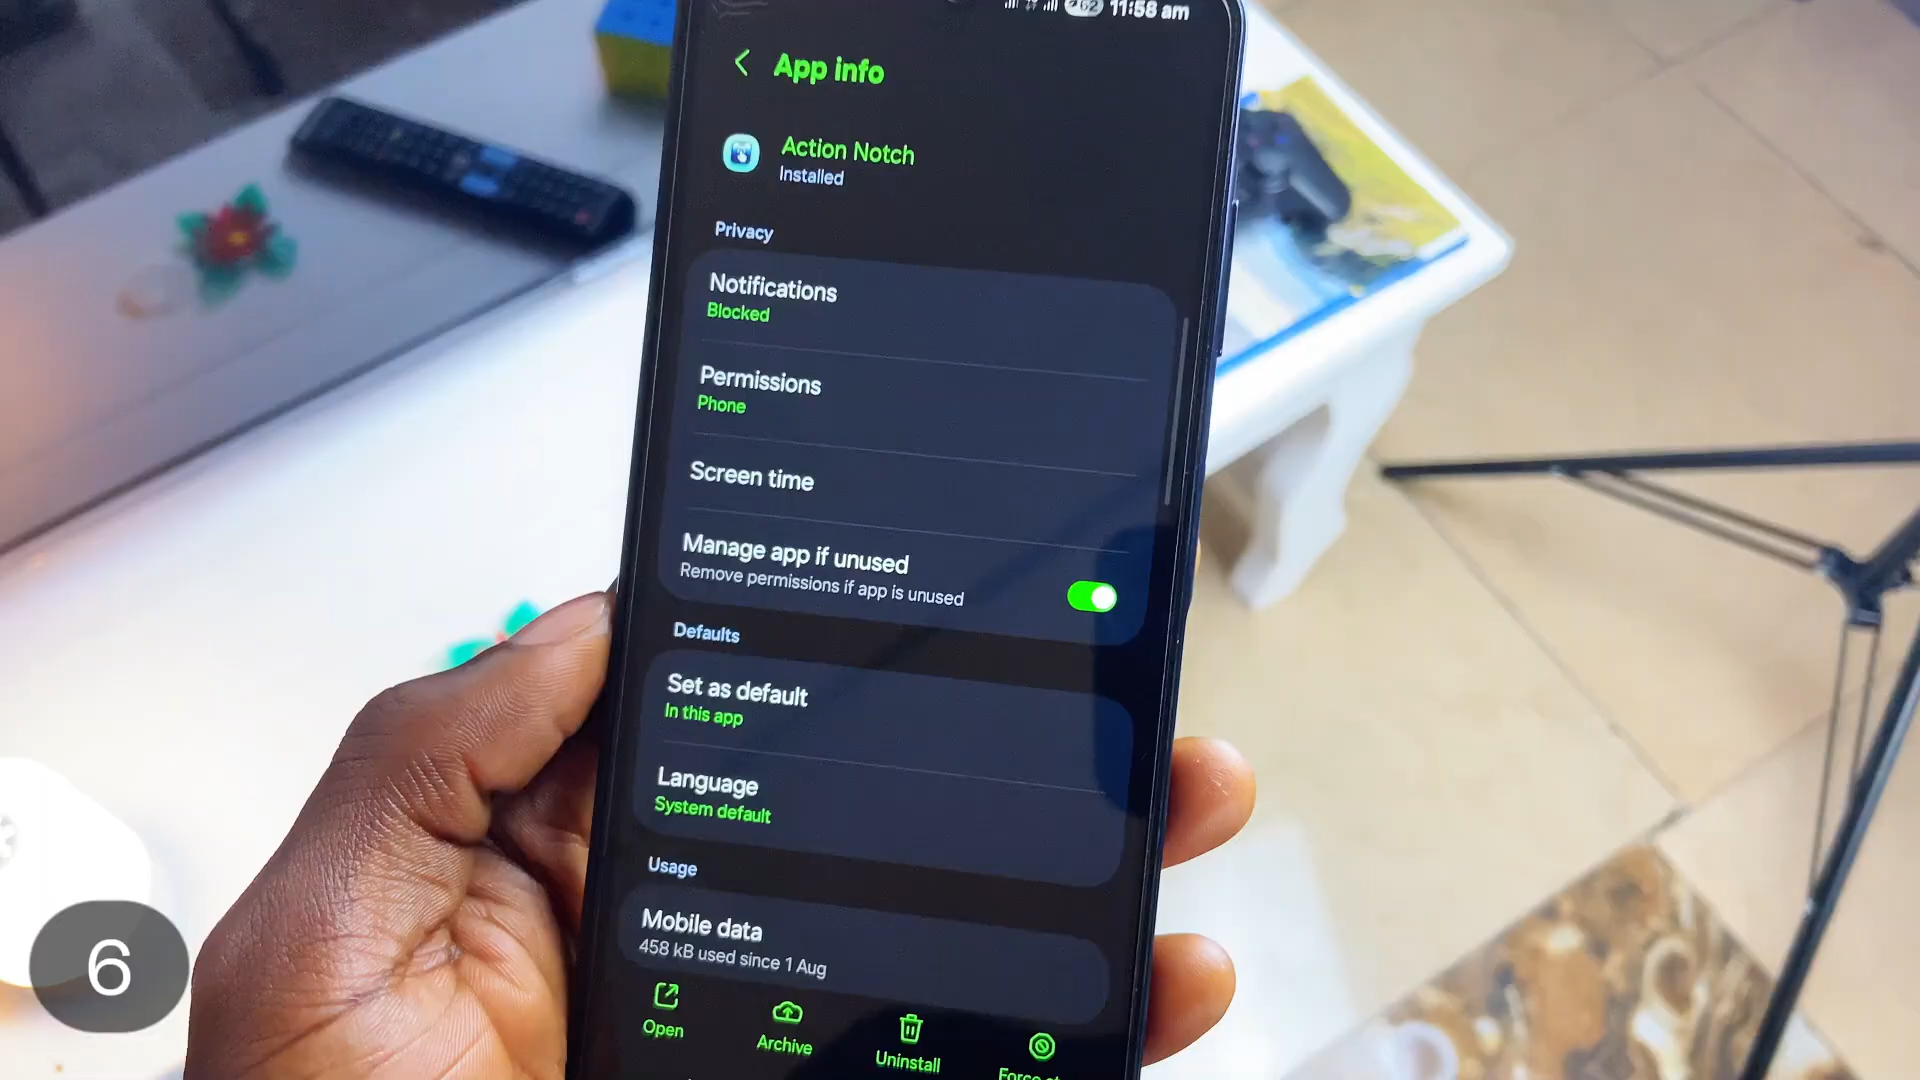 11:58 am
App info
Action Notch
Installed
Privacy
Notifications
Blocked
Permissions
Phone
Screen time
Manage app if unused
Remove permissions if app is unused
Defaults
Set as default
In this app
Language
System default
Usage
Mobile data
458 kB used since 1 Aug
Open
Archive
Uninstall
Force
6